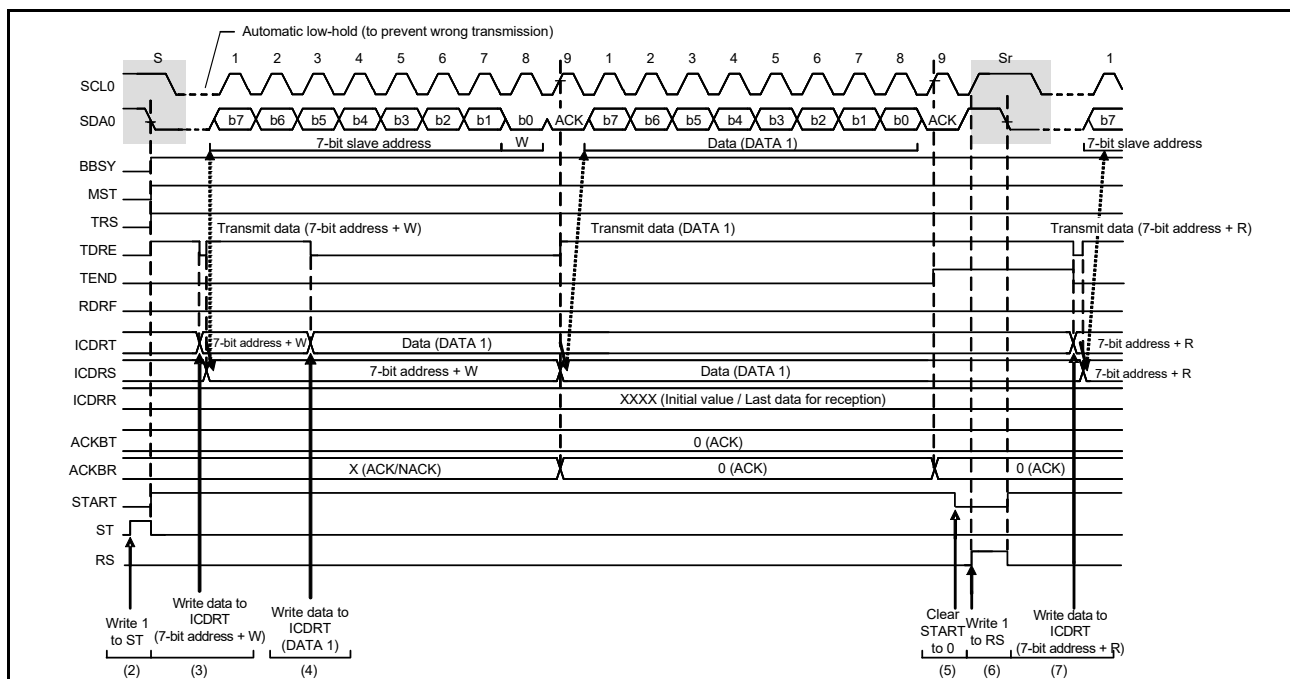 Automatic low-hold (to prevent wrong transmission)
S 1 2 3 4 5 6 7 8 9 1 2 3 4 5 6 7 8 9 Sr 1
SCL0
SDA0 b7 b6 b5 b4 b3 b2 b1 b0 ACK b7 b6 b5 b4 b3 b2 b1 b0 ACK b7
7-bit slave address W Data (DATA 1) 7-bit slave address
BBSY
MST
TRS
Transmit data (7-bit address + W) Transmit data (DATA 1) Transmit data (7-bit address + R)
TDRE
TEND
RDRF
ICDRT 7-bit address + W Data (DATA 1) 7-bit address + R
ICDRS 7-bit address + W Data (DATA 1) 7-bit address + R
ICDRR XXXX (Initial value / Last data for reception)
ACKBT 0 (ACK)
ACKBR X (ACK/NACK) 0 (ACK) 0 (ACK)
START
ST
RS
Write 1
to ST
(2)
Write data to
ICDRT
(7-bit address + W)
(3)
Write data to
ICDRT
(DATA 1)
(4)
Clear
START
to 0
(5)
Write 1
to RS
(6)
Write data to
ICDRT
(7-bit address + R)
(7)